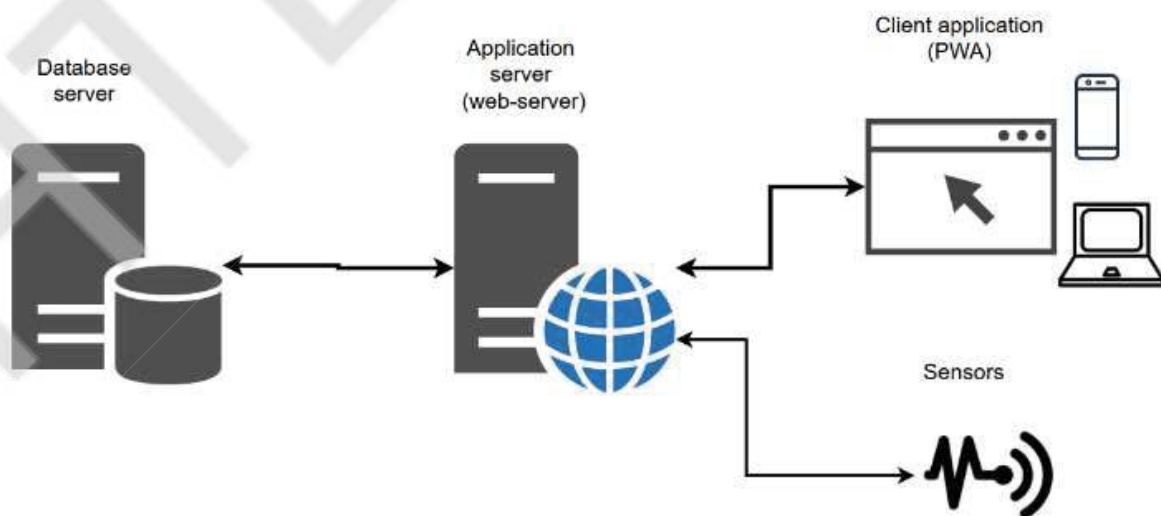 Database
server
Application
server
(web-server)
Client application
(PWA)
Sensors